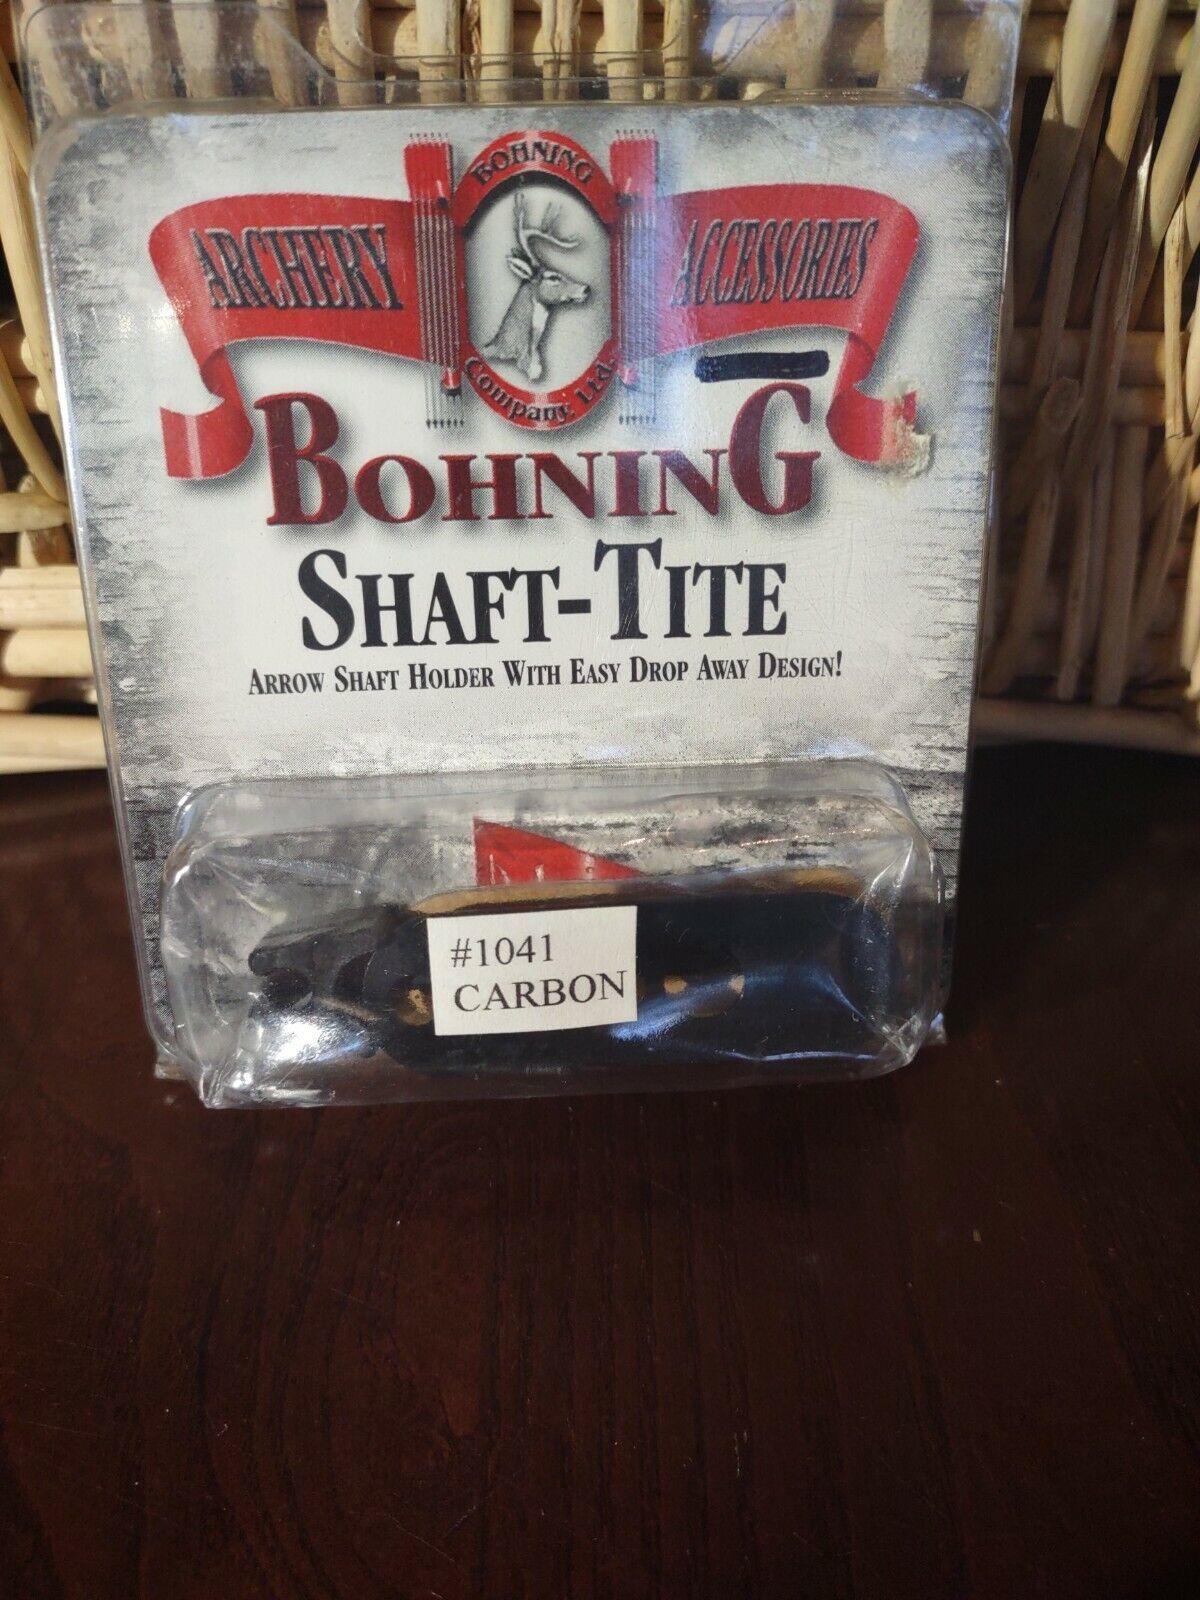 BOHNING
ARCHERY ACCESSORIES
Company, Ltd.
BOHNING
SHAFT-TITE
ARROW SHAFT HOLDER WITH EASY DROP AWAY DESIGN!
#1041
CARBON